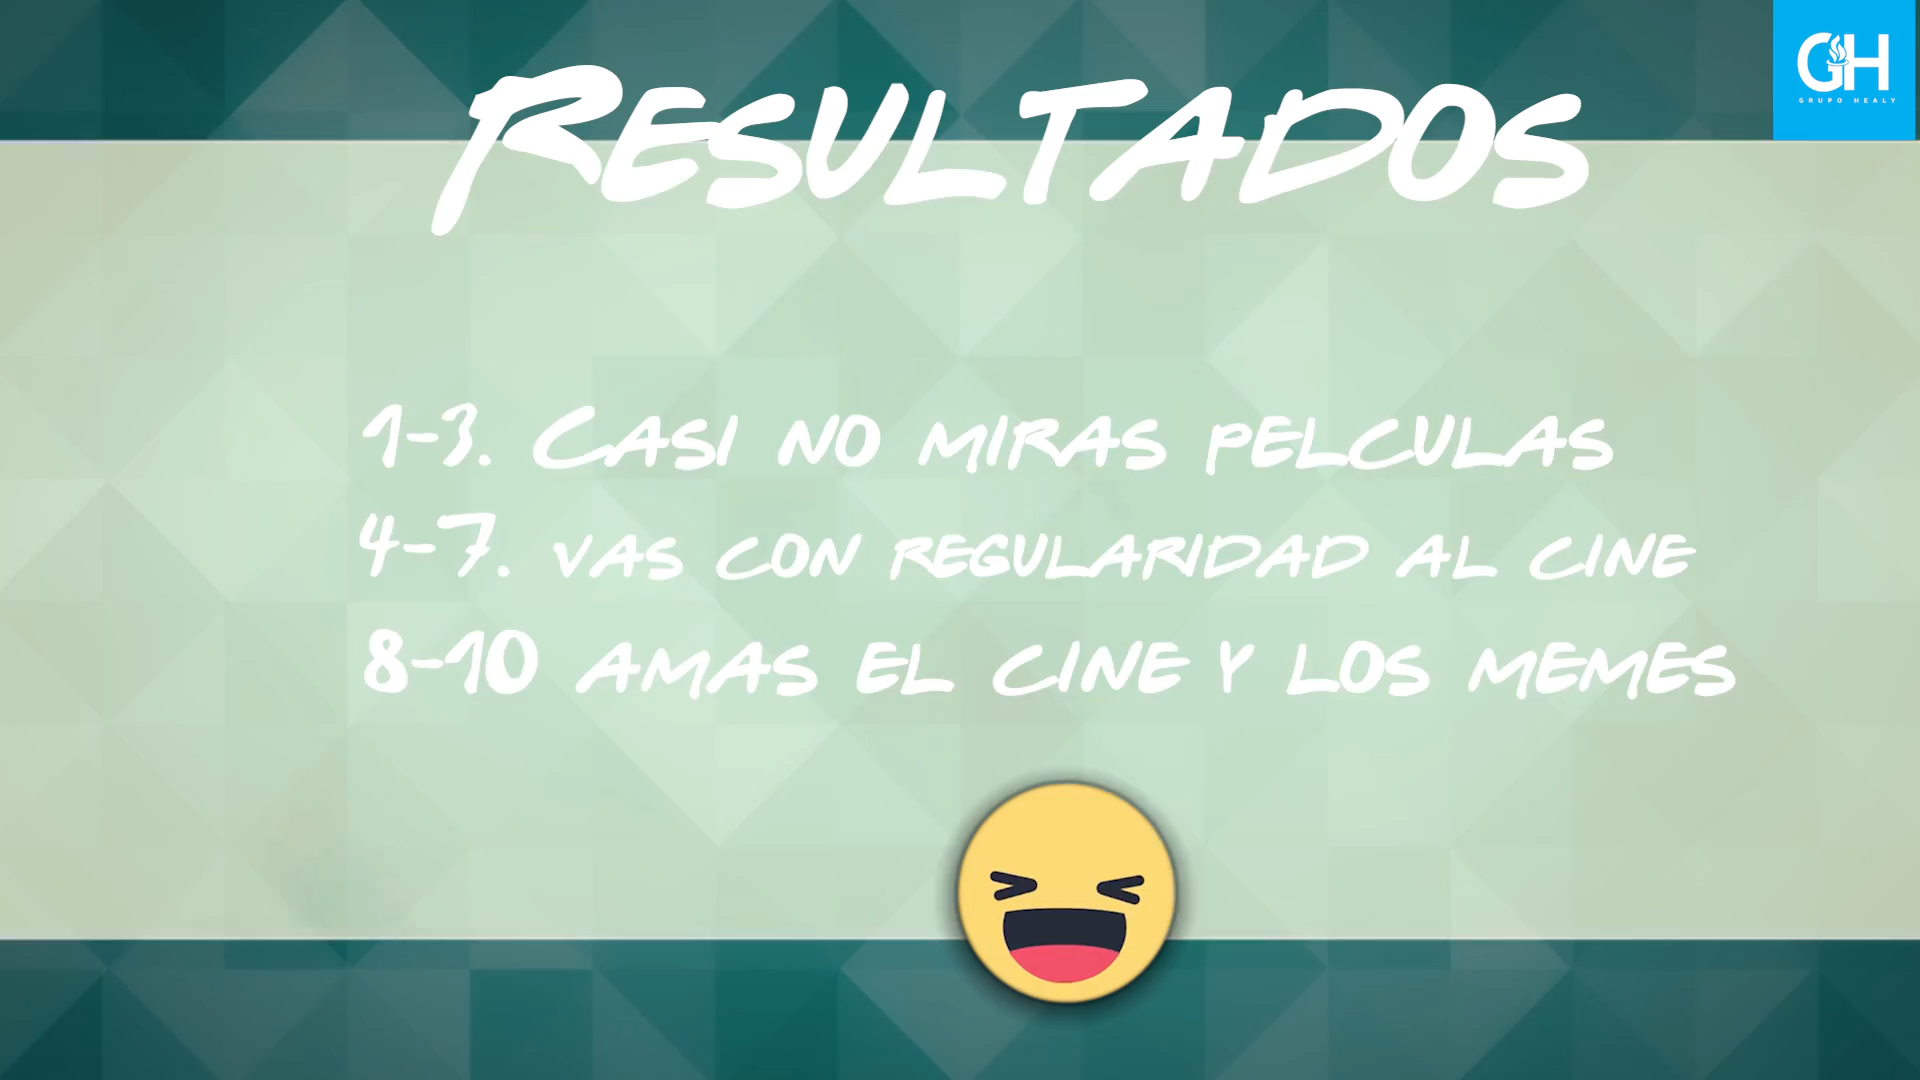 GH
GRUPO HEALY
RESULTADOS
1-3. CASI NO MIRAS PELCULAS
4-7. VAS CON REGULARIDAD AL CINE
8-10 AMAS EL CINE Y LOS MEMES